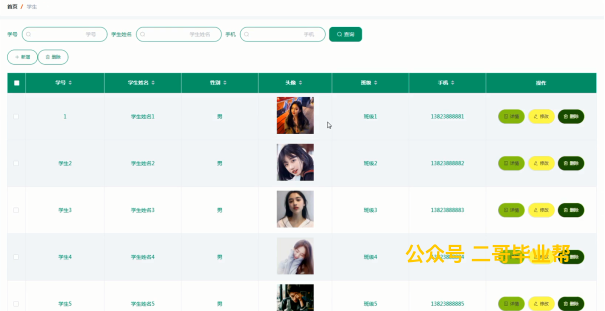 首页 / 学生
学号 学号 学生姓名 学生姓名 手机 手机 查询
新增 删除
学号 学生姓名 性别 头像 班级 手机 操作
1 学生姓名1 男 班级1 13823888881 详情 修改 删除
学生2 学生姓名2 男 班级2 13823888882 详情 修改 删除
学生3 学生姓名3 男 班级3 13823888883 详情 修改 删除
学生4 学生姓名4 男 班级4 删除
公众号 二哥毕业帮
学生5 学生姓名5 男 班级5 13823888885 详情 修改 删除